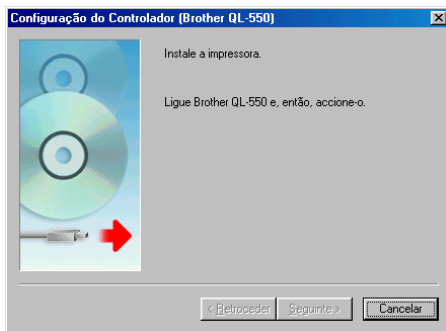 Configuração do Controlador (Brother QL-550)
Instale a impressora.
Ligue Brother QL-550 e, então, accione-o.
< Retroceder
Seguinte >
Cancelar